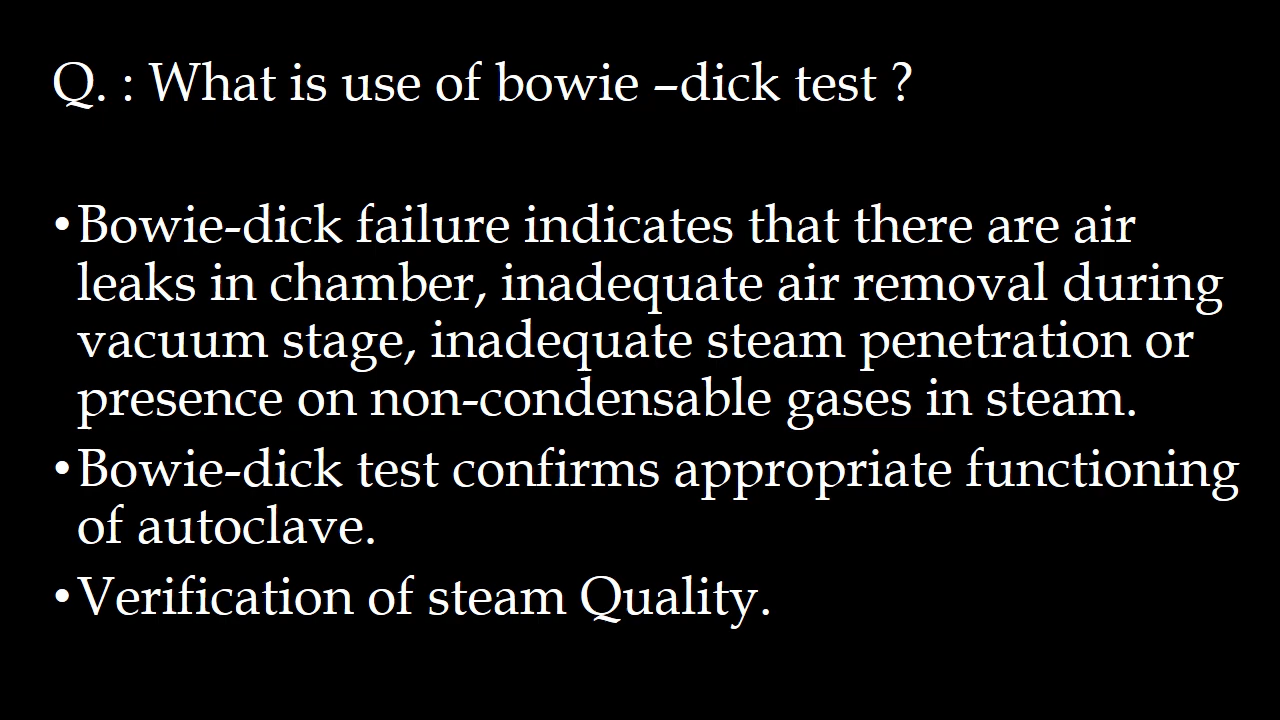 Q. : What is use of bowie –dick test ?
•Bowie-dick failure indicates that there are air
leaks in chamber, inadequate air removal during
vacuum stage, inadequate steam penetration or
presence on non-condensable gases in steam.
•Bowie-dick test confirms appropriate functioning
of autoclave.
•Verification of steam Quality.